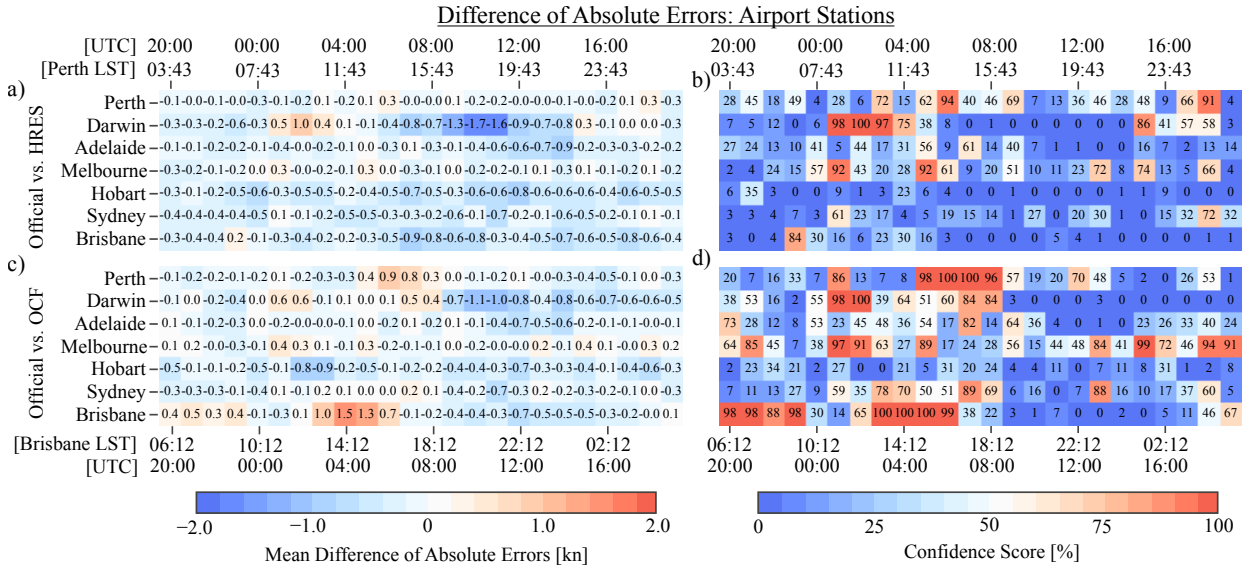 Difference of Absolute Errors: Airport Stations
[UTC] 20:00 00:00 04:00 08:00 12:00 16:00 20:00 00:00 04:00 08:00 12:00 16:00
[Perth LST] 03:43 07:43 11:43 15:43 19:43 23:43 03:43 07:43 11:43 15:43 19:43 23:43
a) b)
Official vs. HRES
Perth -0.1 -0.0 -0.1 -0.0 -0.3 -0.1 -0.2 0.1 -0.2 0.1 0.3 -0.0 -0.0 0.1 -0.2 -0.2 -0.0 -0.1 -0.0 -0.1 -0.2 0.1 0.3 -0.3 28 45 18 49 4 28 6 72 15 62 94 40 46 69 7 13 36 46 28 48 9 66 91 4
Darwin -0.3 -0.3 -0.2 -0.6 -0.3 0.5 1.0 0.4 0.1 -0.1 -0.4 -0.8 -0.7 -1.3 -1.7 -1.6 -0.9 -0.7 -0.8 0.3 -0.1 0.0 0.0 -0.3 7 5 12 0 6 98 100 97 75 38 8 0 1 0 0 0 0 0 0 86 41 57 58 3
Adelaide -0.1 -0.1 -0.2 -0.2 -0.1 -0.4 -0.0 -0.2 -0.1 -0.0 0.3 0.1 -0.3 -0.1 -0.4 -0.6 -0.6 -0.7 -0.9 -0.2 -0.3 -0.3 -0.2 27 24 13 10 41 5 44 24 11 31 56 9 61 14 40 7 1 1 0 0 16 7 2 13 14
Melbourne -0.3 -0.2 -0.1 -0.2 0.0 0.3 -0.0 -0.2 -0.1 0.3 0.0 -0.2 -0.1 0.0 -0.2 -0.1 -0.2 0.1 0.1 -0.1 0.1 -0.2 0.1 -0.3 2 4 24 0 57 92 43 20 28 92 61 9 20 51 10 11 23 72 8 74 13 5 66 4
Hobart -0.3 -0.1 -0.2 -0.5 -0.6 -0.3 -0.5 -0.5 -0.2 -0.4 -0.5 -0.7 -0.5 -0.3 -0.6 -0.6 -0.8 -0.6 -0.4 -0.3 -0.6 -0.4 -0.5 -0.5 6 35 3 0 0 9 1 3 23 6 4 0 0 1 0 0 0 0 1 1 9 0 0 0
Sydney -0.4 -0.4 -0.4 -0.4 -0.5 0.1 -0.1 -0.2 -0.5 -0.5 -0.3 -0.3 -0.2 -0.6 -0.1 -0.7 -0.2 -0.1 -0.6 -0.5 -0.2 -0.1 0.1 -0.1 3 3 4 7 3 61 23 17 4 5 19 15 14 1 27 0 20 30 1 0 15 32 72 32
Brisbane -0.3 -0.4 -0.4 0.2 -0.1 -0.3 -0.4 -0.2 -0.2 -0.3 -0.5 -0.9 -0.8 -0.6 -0.8 -0.3 -0.4 -0.5 -0.7 -0.6 -0.5 -0.8 -0.6 -0.4 3 0 4 84 30 16 6 23 30 16 3 0 0 0 0 0 5 4 1 0 0 0 1 1
c) d)
Official vs. OCF
Perth -0.1 -0.2 -0.2 -0.1 -0.1 0.2 -0.1 -0.3 -0.3 0.4 0.9 0.8 0.3 0.0 -0.1 -0.2 0.1 -0.0 -0.3 -0.4 -0.5 -0.1 0.0 -0.3 20 7 16 33 7 86 13 7 8 98 100 100 96 57 19 22 70 48 5 2 0 26 53 1
Darwin -0.1 0.0 -0.2 -0.4 0.0 0.6 0.6 -0.1 0.1 0.0 0.1 0.5 0.4 -0.7 -1.1 -1.0 -0.8 -0.4 -0.8 -0.6 -0.7 -0.6 -0.6 -0.5 38 53 16 2 55 98 100 39 64 51 60 84 84 3 0 0 0 3 0 0 0 0 0 0
Adelaide 0.1 -0.1 -0.2 -0.3 0.0 -0.2 -0.0 -0.0 -0.1 0.0 -0.2 0.2 -0.2 0.1 -0.1 -0.4 -0.7 -0.5 -0.6 -0.2 -0.1 -0.1 -0.0 -0.1 73 28 12 8 53 23 45 48 36 54 17 82 14 64 36 4 0 1 0 23 26 33 40 24
Melbourne 0.1 0.2 -0.0 -0.3 -0.1 0.4 0.3 0.1 -0.1 0.2 -0.1 -0.2 -0.1 0.0 -0.1 -0.0 0.2 -0.1 0.4 0.1 -0.0 0.3 0.2 64 85 45 7 38 97 91 63 27 89 17 24 28 56 15 44 48 84 41 99 72 46 94 91
Hobart -0.5 -0.1 -0.1 -0.2 -0.5 -0.1 -0.8 -0.9 -0.2 -0.5 -0.1 -0.2 -0.2 -0.4 -0.4 -0.2 -0.3 -0.3 -0.2 -0.1 -0.4 -0.6 -0.3 2 23 34 21 2 27 0 0 21 5 31 20 24 4 4 11 0 7 11 8 31 1 2 8
Sydney -0.3 -0.3 -0.3 -0.1 -0.4 0.1 -0.1 0.2 0.1 0.0 0.0 0.2 0.1 -0.4 -0.2 -0.7 -0.3 0.2 -0.2 -0.3 -0.2 -0.1 0.0 -0.3 7 11 13 27 9 59 35 78 70 50 51 89 69 6 16 0 7 88 16 9 17 37 60 5
Brisbane 0.4 0.5 0.3 0.4 -0.1 -0.3 0.1 1.0 1.5 1.3 0.7 -0.1 -0.2 -0.4 -0.4 -0.3 -0.7 -0.5 -0.5 -0.5 -0.3 -0.2 -0.0 0.1 98 98 88 98 30 14 65 100 100 100 99 38 22 3 1 7 0 0 2 0 5 11 46 67
[Brisbane LST] 06:12 10:12 14:12 18:12 22:12 02:12 06:12 10:12 14:12 18:12 22:12 02:12
[UTC] 20:00 00:00 04:00 08:00 12:00 16:00 20:00 00:00 04:00 08:00 12:00 16:00
−2.0 −1.0 0 1.0 2.0 0 25 50 75 100
Mean Difference of Absolute Errors [kn] Confidence Score [%]